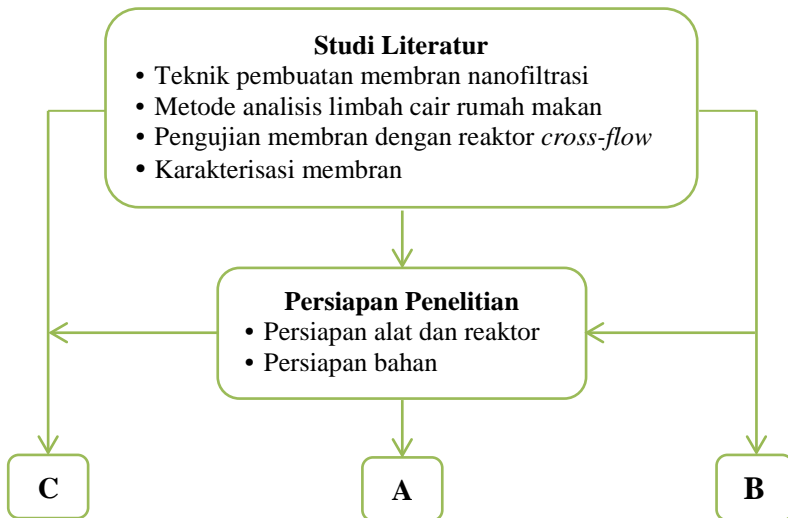 Studi Literatur
• Teknik pembuatan membran nanofiltrasi
• Metode analisis limbah cair rumah makan
• Pengujian membran dengan reaktor cross-flow
• Karakterisasi membran
Persiapan Penelitian
• Persiapan alat dan reaktor
• Persiapan bahan
C
A
B